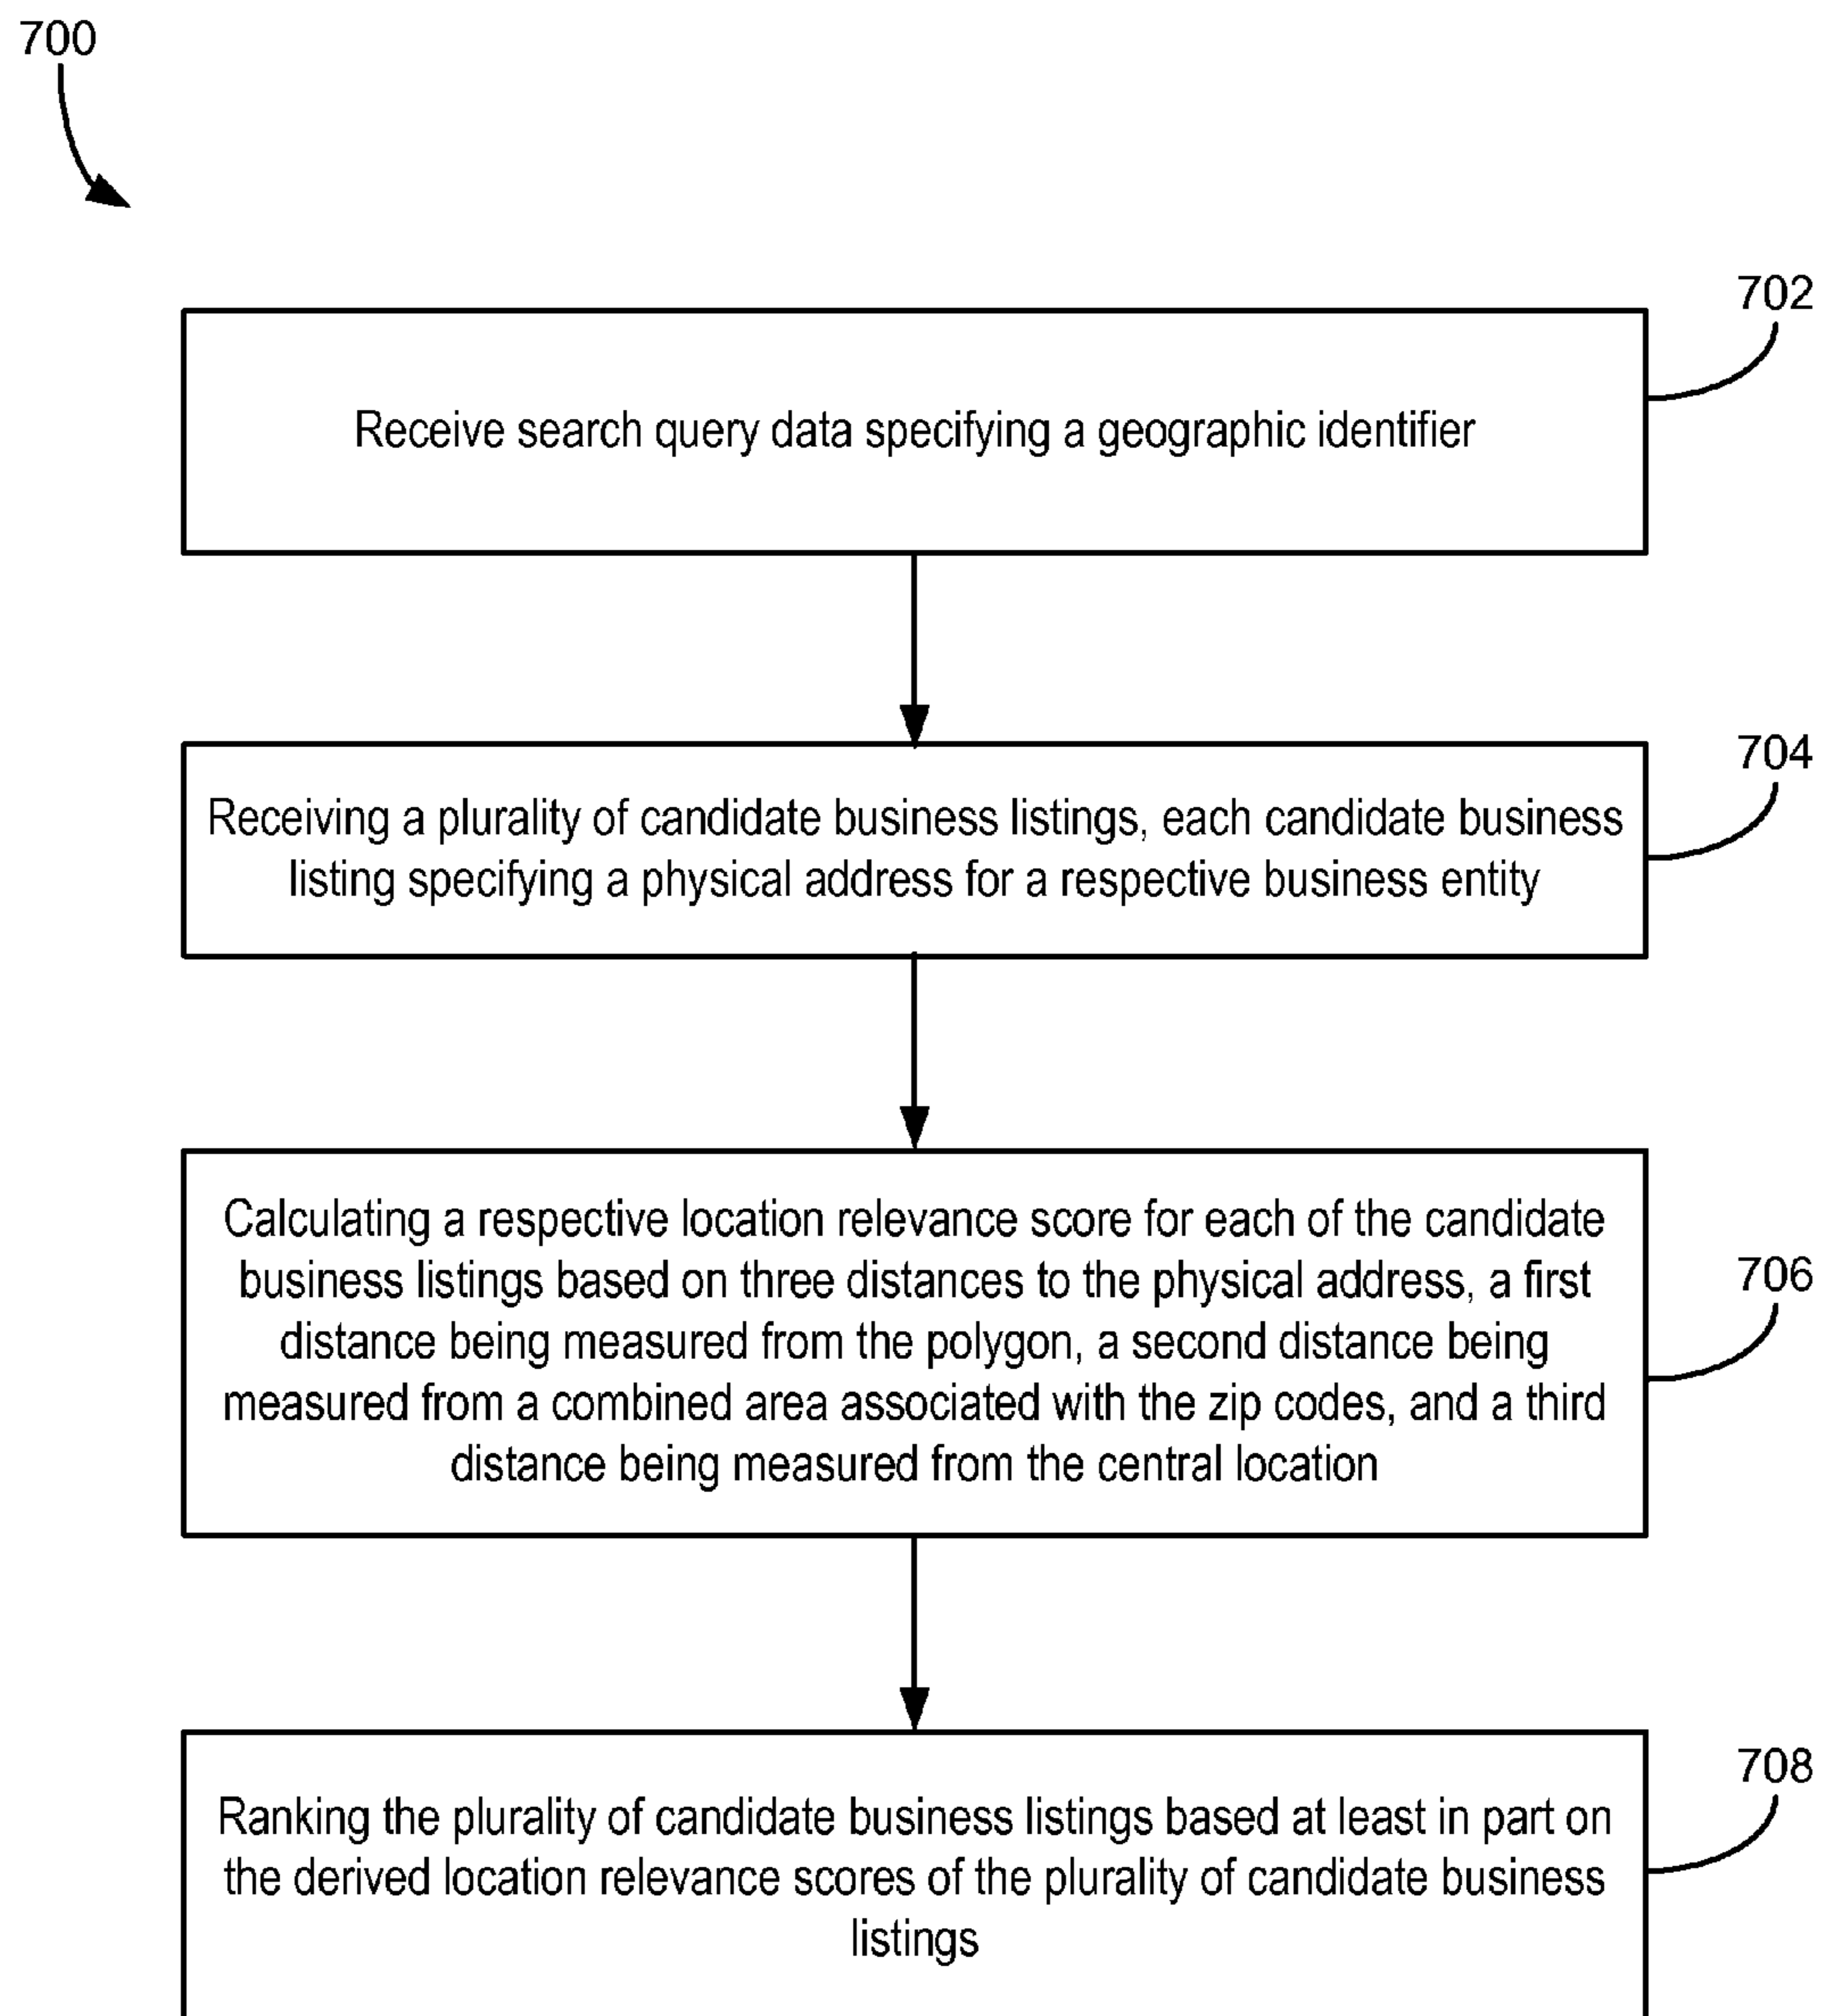 700
702
Receive search query data specifying a geographic identifier
704
Receiving a plurality of candidate business listings, each candidate business
listing specifying a physical address for a respective business entity
Calculating a respective location relevance score for each of the candidate
business listings based on three distances to the physical address, a first
distance being measured from the polygon, a second distance being
measured from a combined area associated with the zip codes, and a third
distance being measured from the central location
706
Ranking the plurality of candidate business listings based at least in part on
the derived location relevance scores of the plurality of candidate business
listings
708